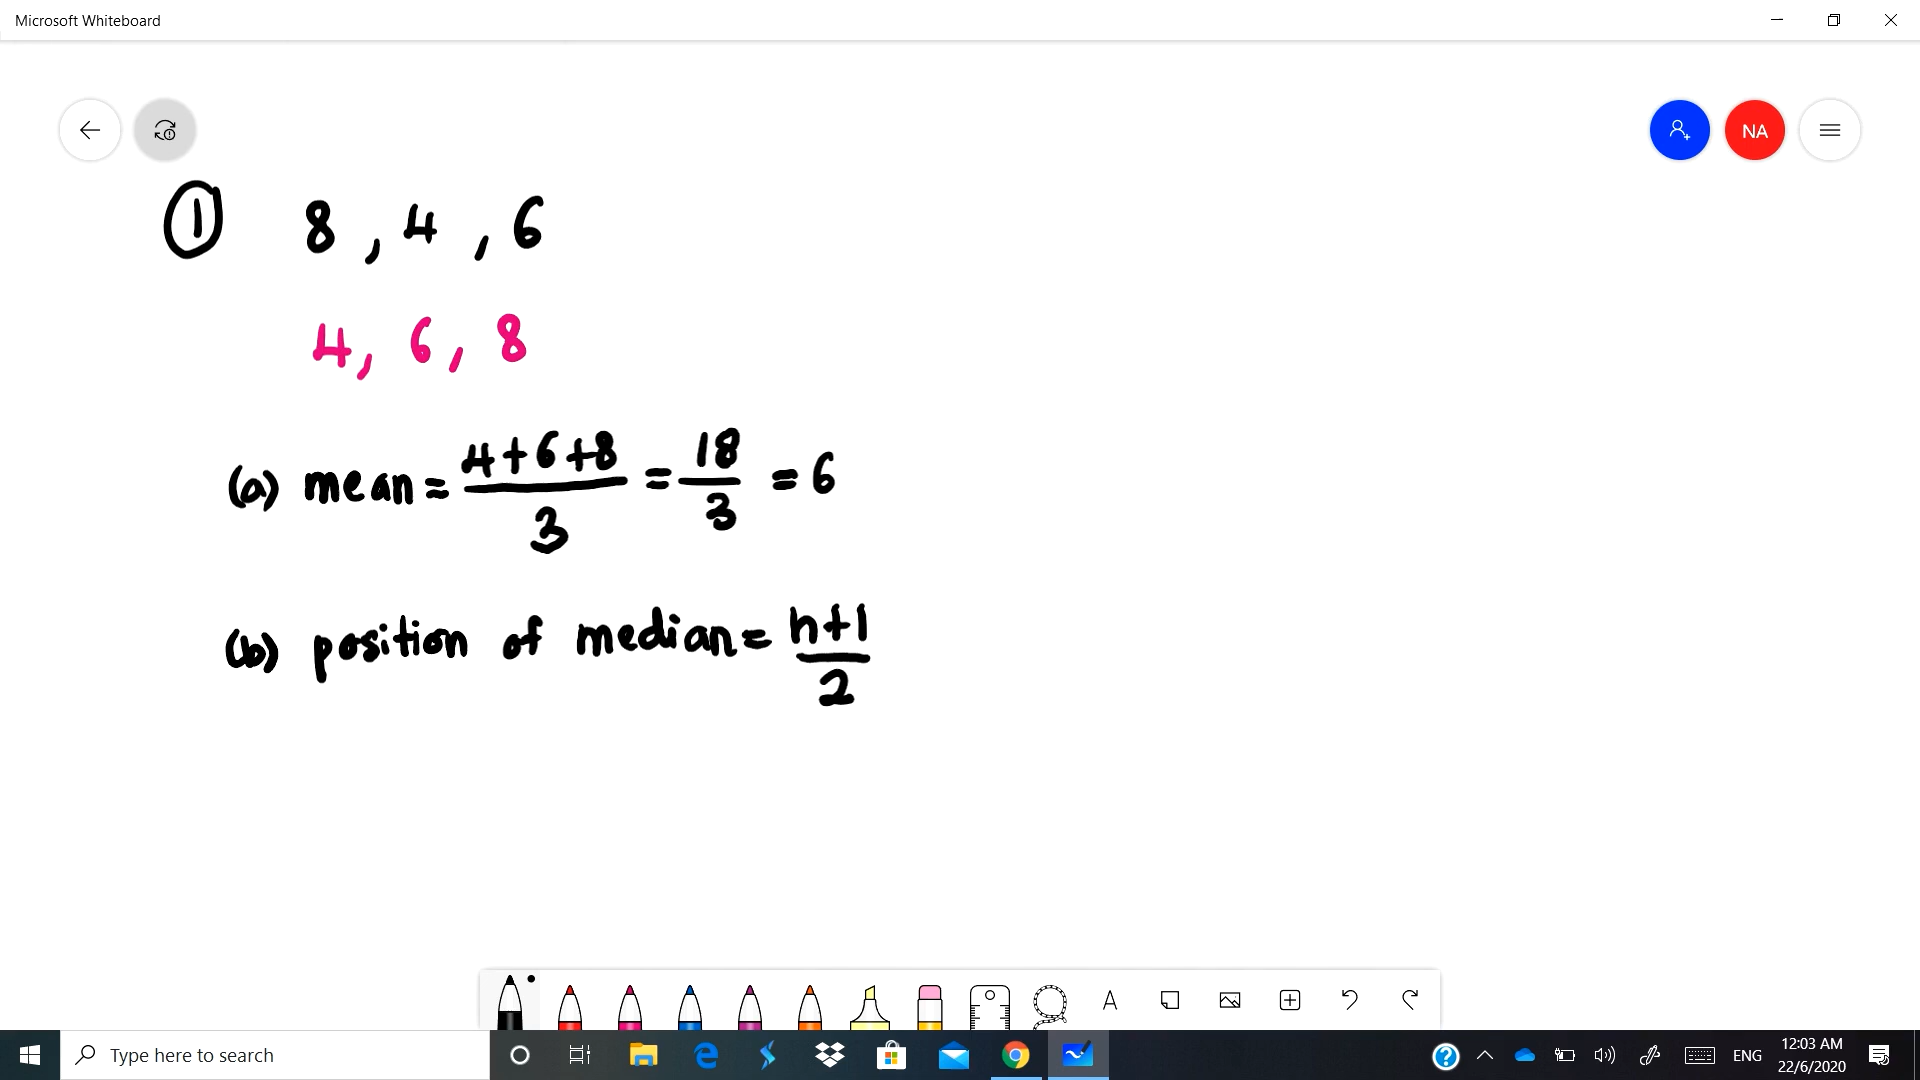 Microsoft Whiteboard
NA
① 8 , 4 , 6
4, 6, 8
(a) mean = 4+6+8 / 3 = 18 / 3 = 6
(b) position of median = n+1 / 2
A
Type here to search
ENG
12:03 AM
22/6/2020